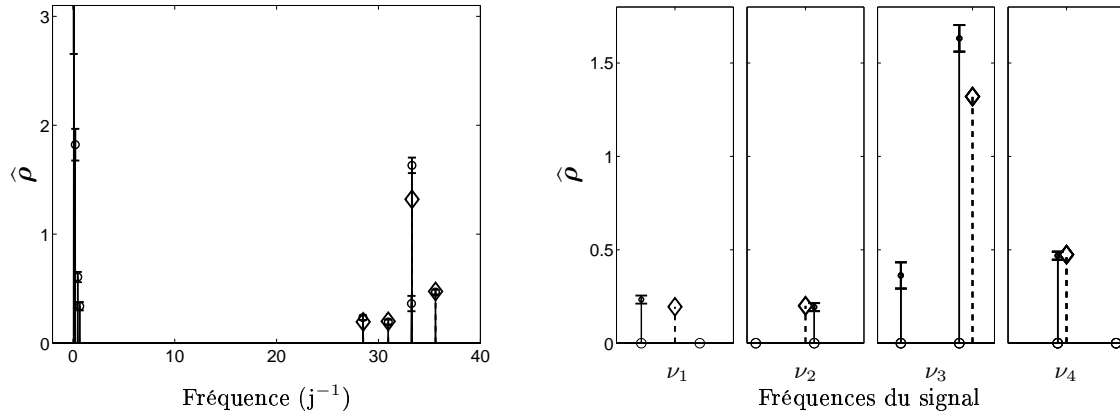 3
2
1
0
ρ̂
0 10 20 30 40
Fréquence (j⁻¹)
1.5
1
0.5
0
ρ̂
ν₁ ν₂ ν₃ ν₄
Fréquences du signal